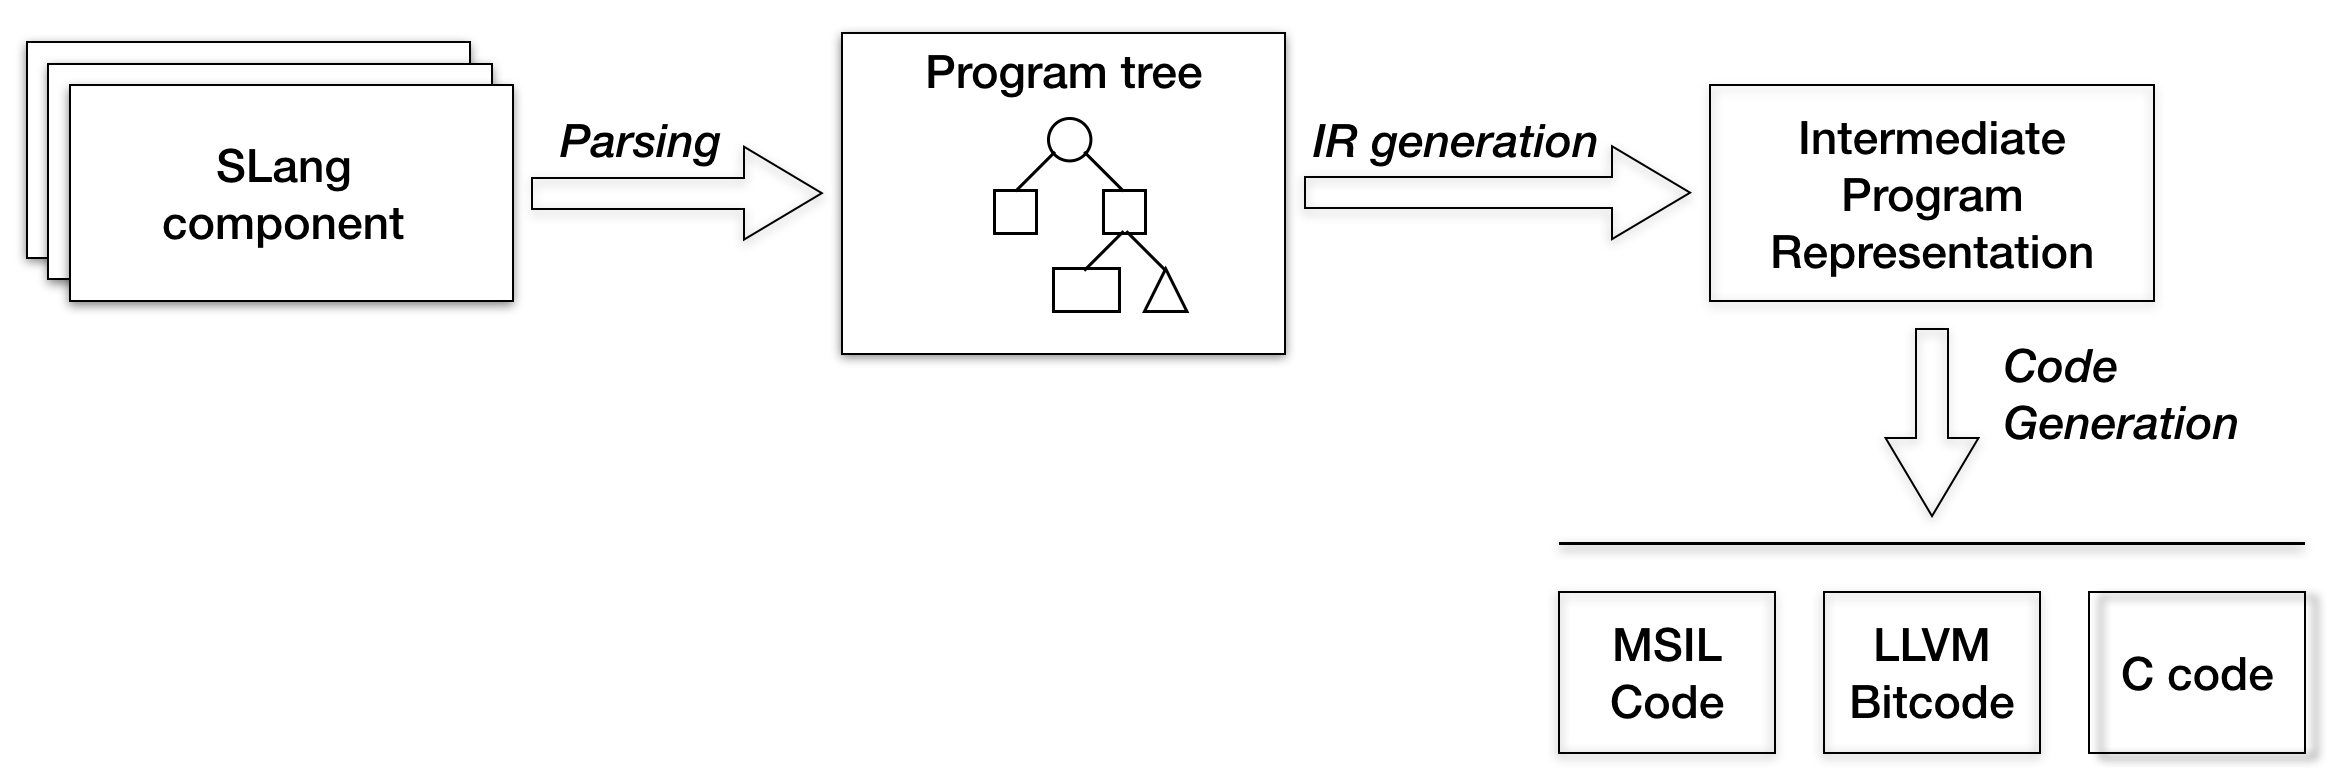 SLang
component
Parsing
Program tree
IR generation
Intermediate
Program
Representation
Code
Generation
MSIL
Code
LLVM
Bitcode
C code